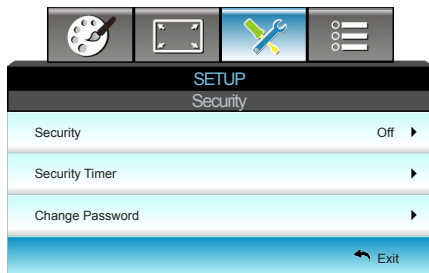 SETUP
Security
Security Off
Security Timer
Change Password
Exit